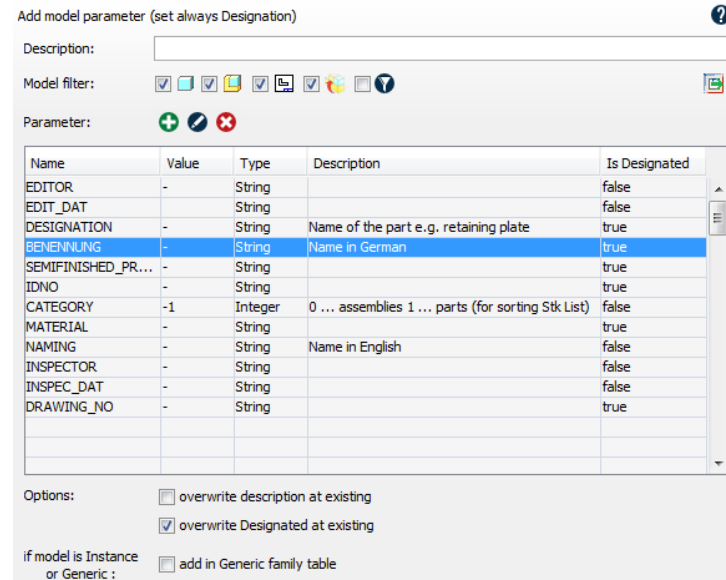 Add model parameter (set always Designation)
?
Description:
Model filter:
Parameter:
Name Value Type Description Is Designated
EDITOR - String false
EDIT_DAT String false
DESIGNATION - String Name of the part e.g. retaining plate true
BENENNUNG - String Name in German true
SEMIFINISHED_PR... - String true
IDNO - String true
CATEGORY -1 Integer 0 ... assemblies 1 ... parts (for sorting Stk List) false
MATERIAL - String true
NAMING - String Name in English false
INSPECTOR - String false
INSPEC_DAT - String false
DRAWING_NO - String true
Options: overwrite description at existing
overwrite Designated at existing
if model is Instance
or Generic : add in Generic family table